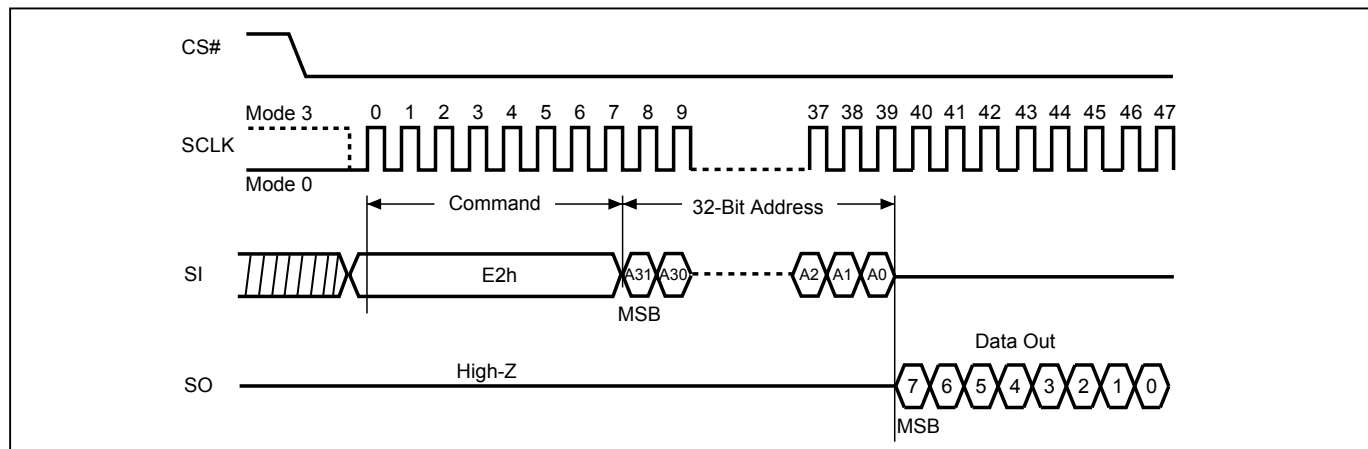 CS#
Mode 3
0 1 2 3 4 5 6 7 8 9 37 38 39 40 41 42 43 44 45 46 47
SCLK
Mode 0
Command 32-Bit Address
SI E2h A31 A30 A2 A1 A0
MSB
Data Out
High-Z
SO 7 6 5 4 3 2 1 0
MSB